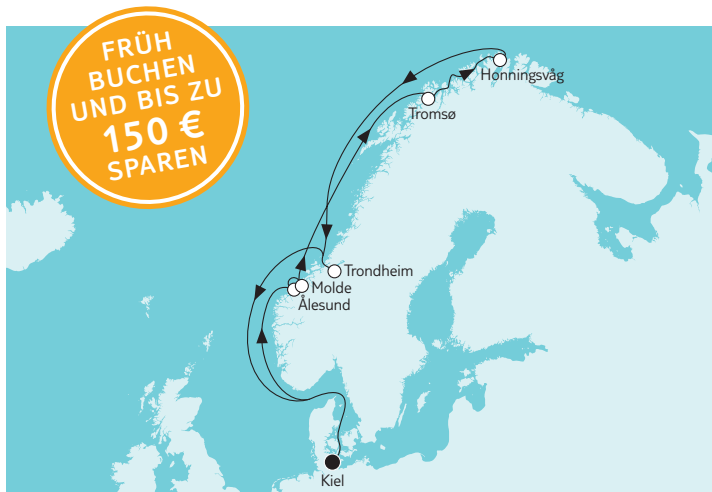 FRÜH
BUCHEN
UND BIS ZU
150 €
SPAREN
Honningsvåg
Tromsø
Trondheim
Molde
Ålesund
Kiel